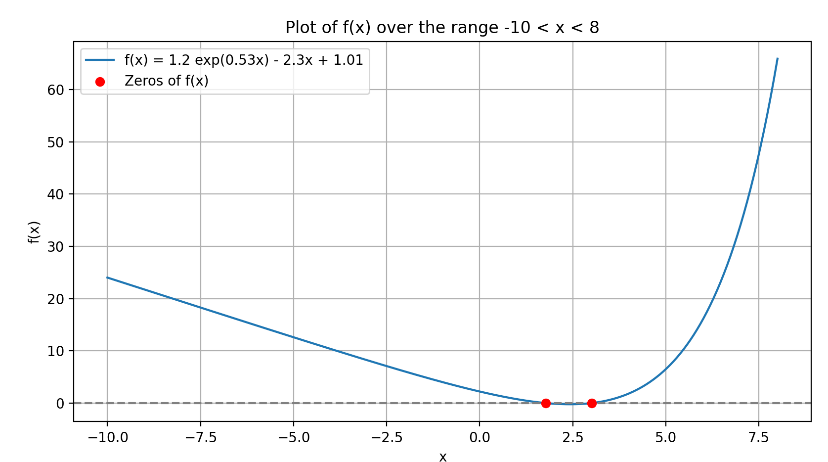 Plot of f(x) over the range -10 < x < 8
f(x) = 1.2 exp(0.53x) - 2.3x + 1.01
Zeros of f(x)
f(x)
60
50
40
30
20
10
0
−10.0 −7.5 −5.0 −2.5 0.0 2.5 5.0 7.5
x